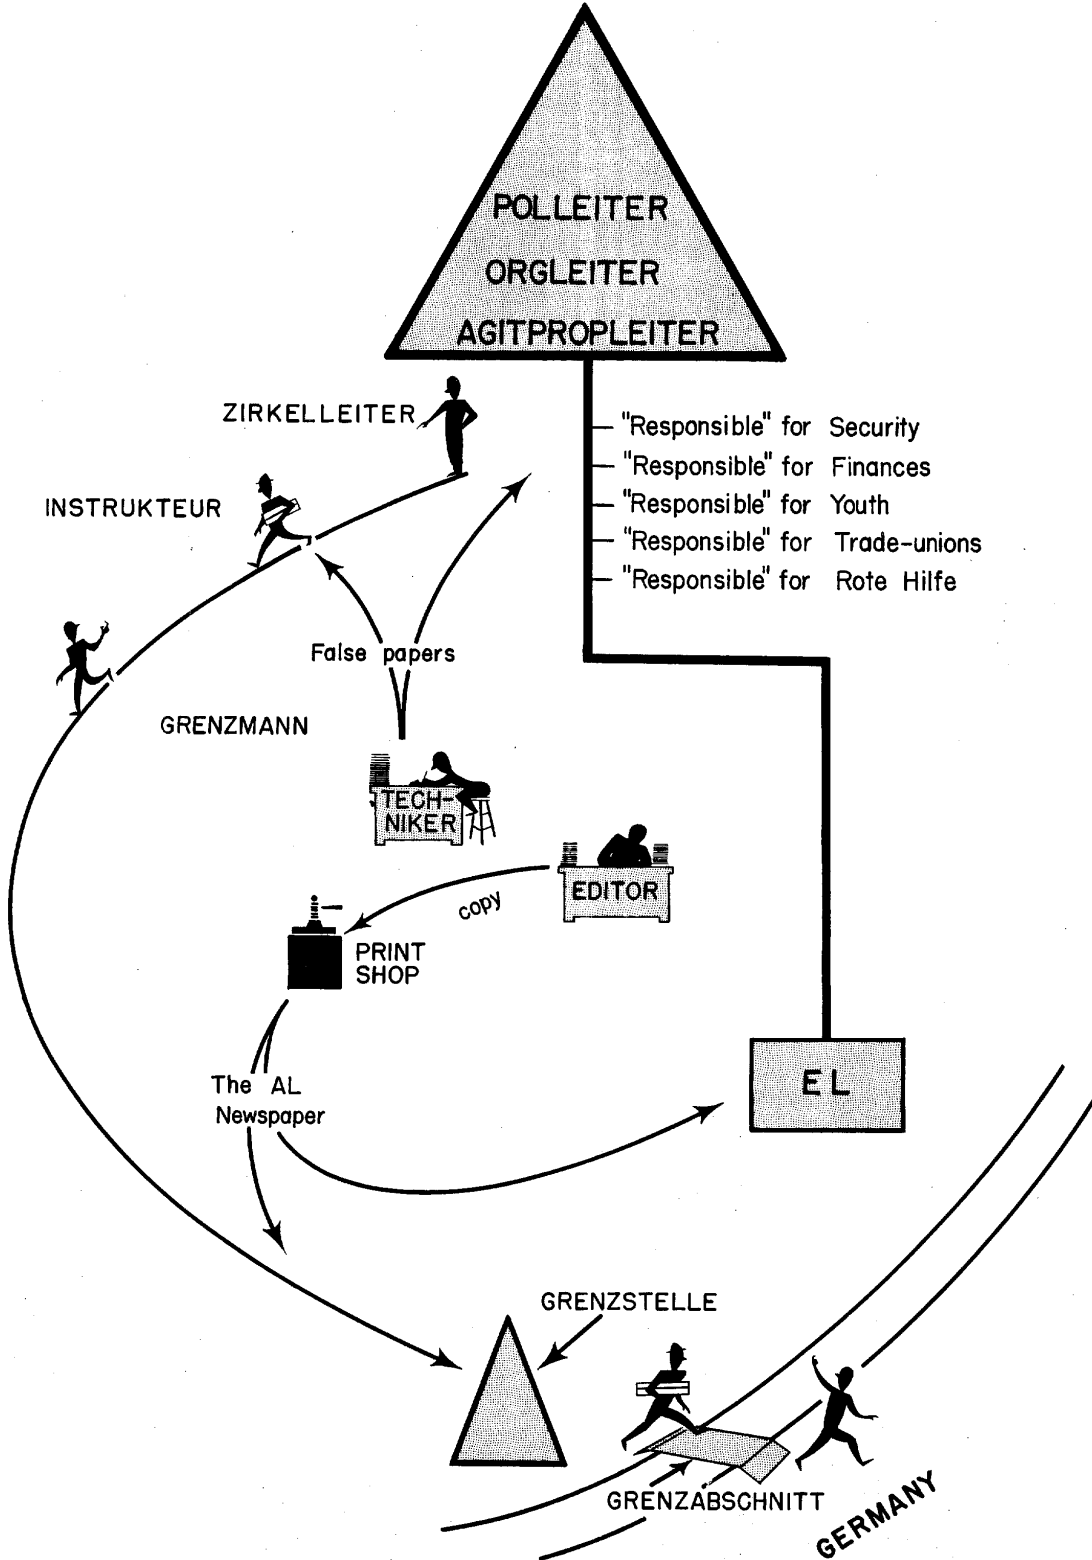 POLLEITER
ORGLEITER
AGITPROPLEITER
ZIRKELLEITER
"Responsible" for Security
"Responsible" for Finances
INSTRUKTEUR
"Responsible" for Youth
"Responsible" for Trade-unions
"Responsible" for Rote Hilfe
False papers
GRENZMANN
TECH-
NIKER
EDITOR
copy
PRINT
SHOP
EL
The AL
Newspaper
GRENZSTELLE
GRENZABSCHNITT
GERMANY